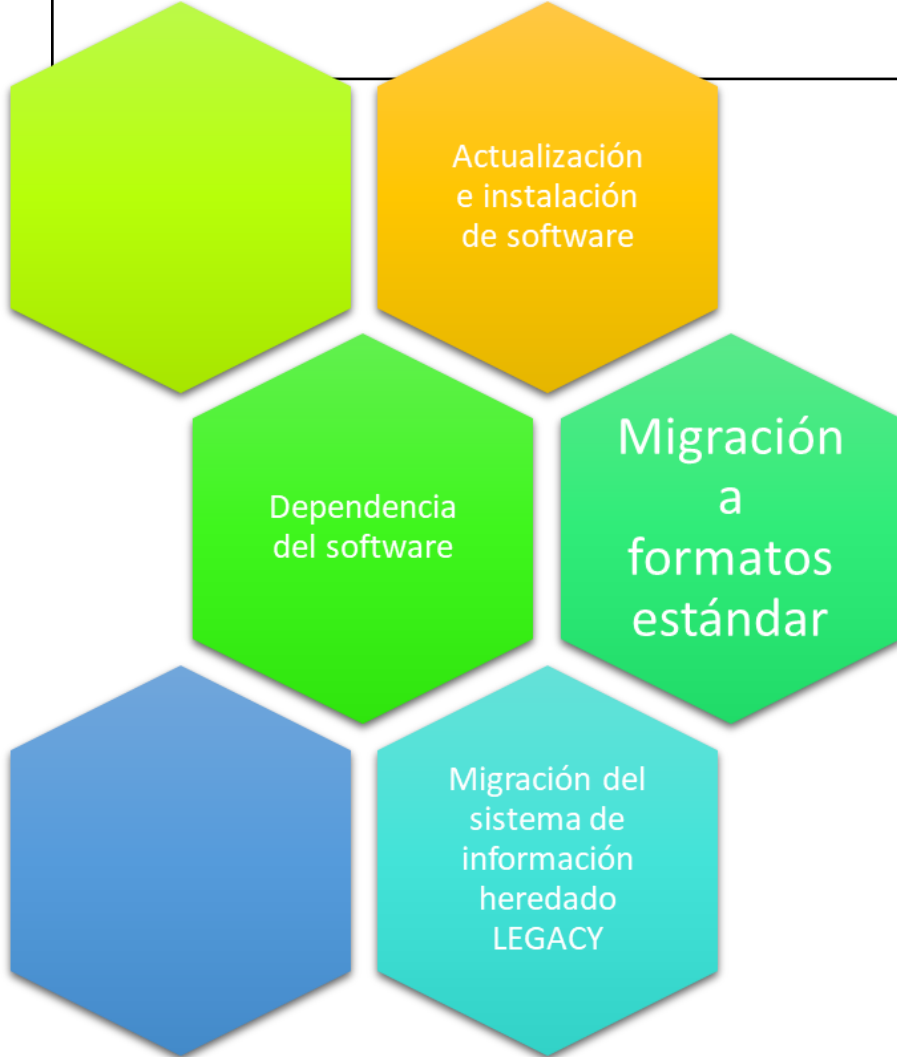 Actualización
e instalación
de software
Dependencia
del software
Migración
a
formatos
estándar
Migración del
sistema de
información
heredado
LEGACY